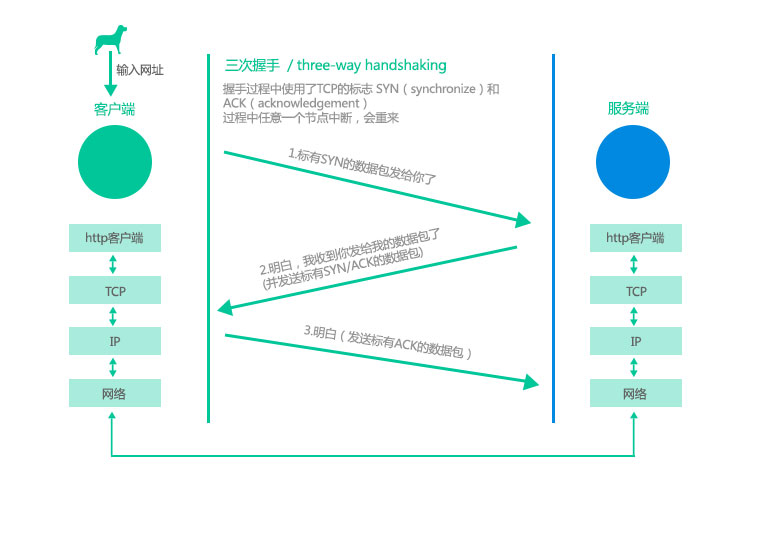 输入网址
客户端
三次握手 / three-way handshaking
握手过程中使用了TCP的标志 SYN（synchronize）和
ACK（acknowledgement）
过程中任意一个节点中断，会重来
服务端
1.标有SYN的数据包发给你了
2.明白，我收到你发给我的数据包了
(并发送标有SYN/ACK的数据包)
3.明白（发送标有ACK的数据包）
http客户端
TCP
IP
网络
http客户端
TCP
IP
网络